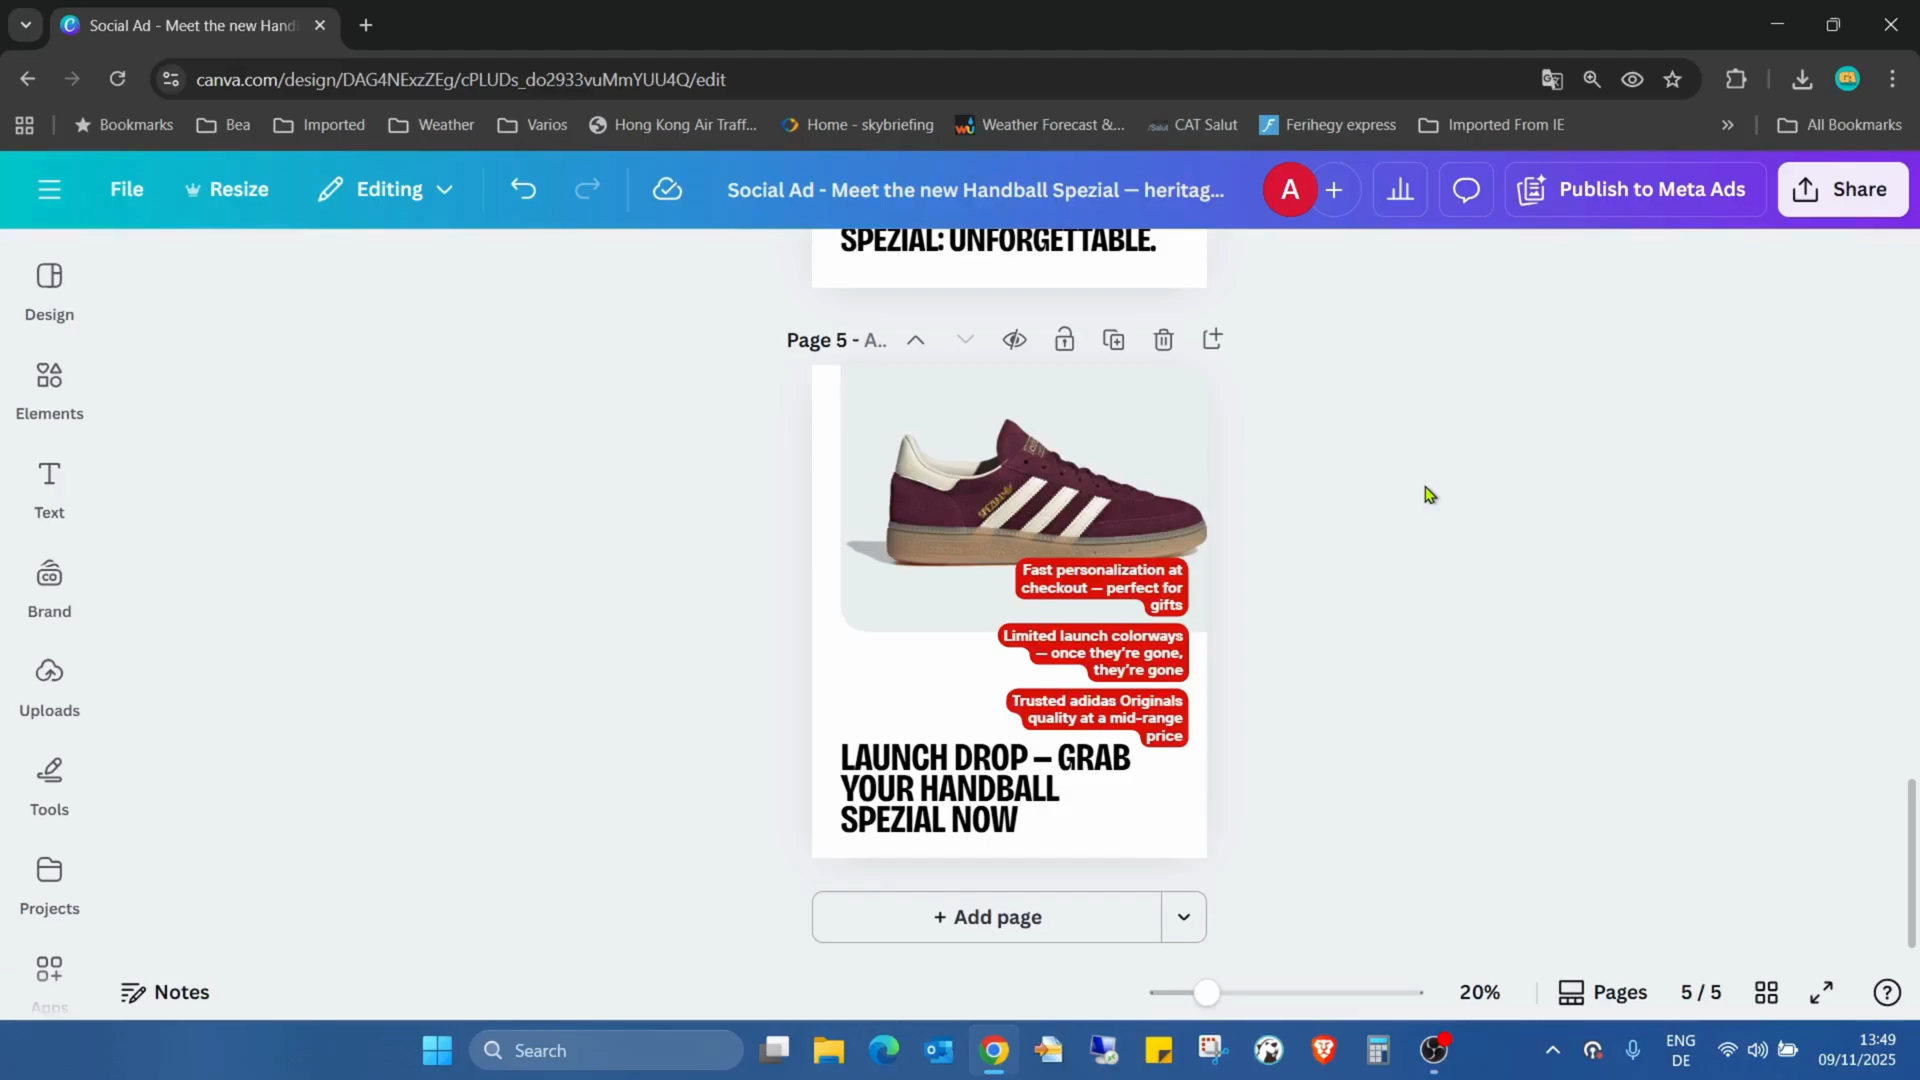 Social Ad - Meet the new Handb
canva.com/design/DAG4NExzZEg/cPLUDs_do2933vuMmYUU4Q/edit
Bookmarks
Bea
Imported
Weather
Varios
Hong Kong Air Traff...
Home - skybriefing
Weather Forecast &...
CAT Salut
Ferihegy express
Imported From IE
All Bookmarks
File
Resize
Editing
Social Ad - Meet the new Handball Spezial — heritag...
A
Publish to Meta Ads
Share
Design
Elements
Text
Brand
Uploads
Tools
Projects
Apps
SPEZIAL: UNFORGETTABLE.
Page 5 - A..
SPEZIAL
Fast personalization at
checkout — perfect for
gifts
Limited launch colorways
— once they're gone,
they're gone
Trusted adidas Originals
quality at a mid-range
price
LAUNCH DROP — GRAB
YOUR HANDBALL
SPEZIAL NOW
+ Add page
Notes
20%
Pages
5 / 5
Search
ENG
DE
13:49
09/11/2025